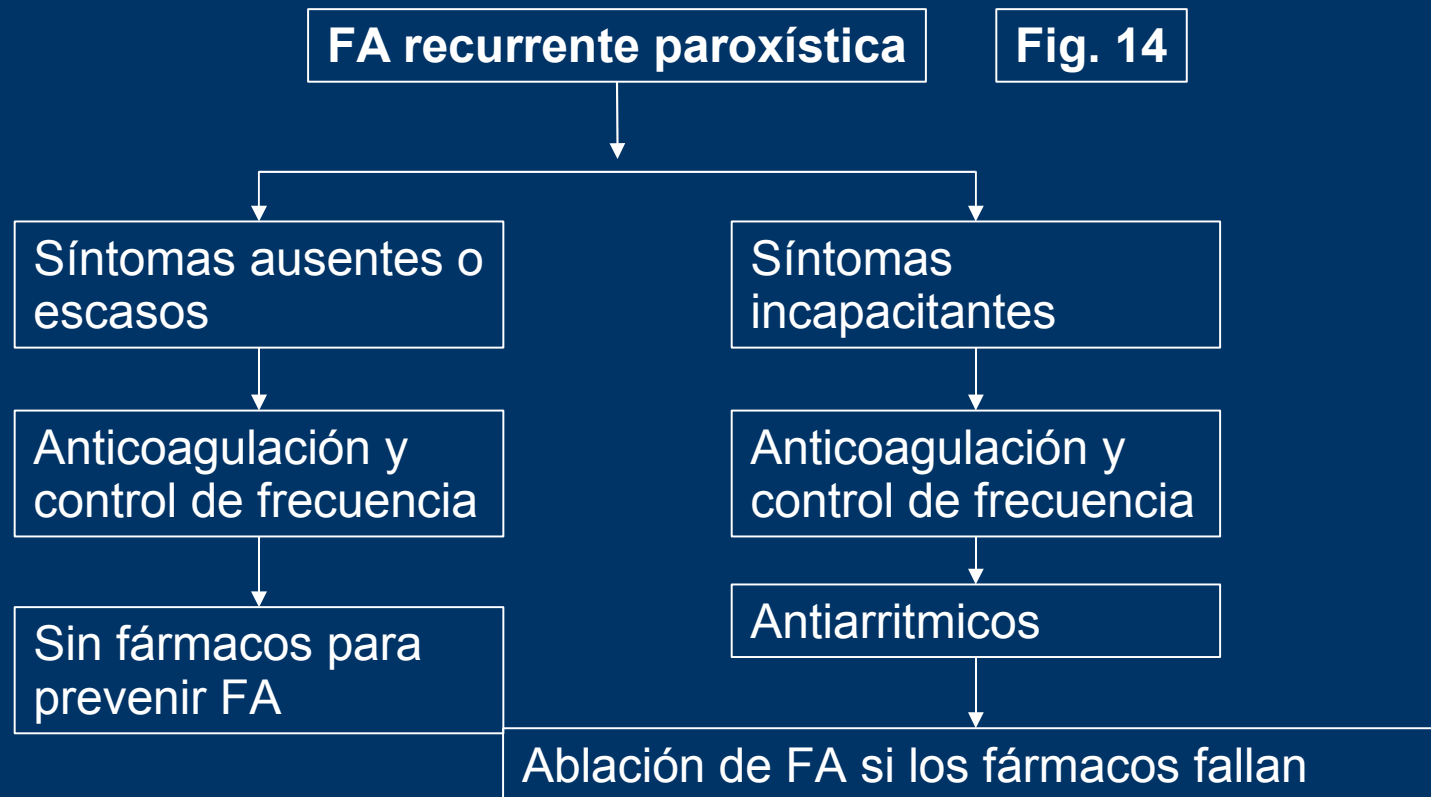 FA recurrente paroxística
Fig. 14
Síntomas ausentes o
escasos
Anticoagulación y
control de frecuencia
Sin fármacos para
prevenir FA
Síntomas
incapacitantes
Anticoagulación y
control de frecuencia
Antiarritmicos
Ablación de FA si los fármacos fallan